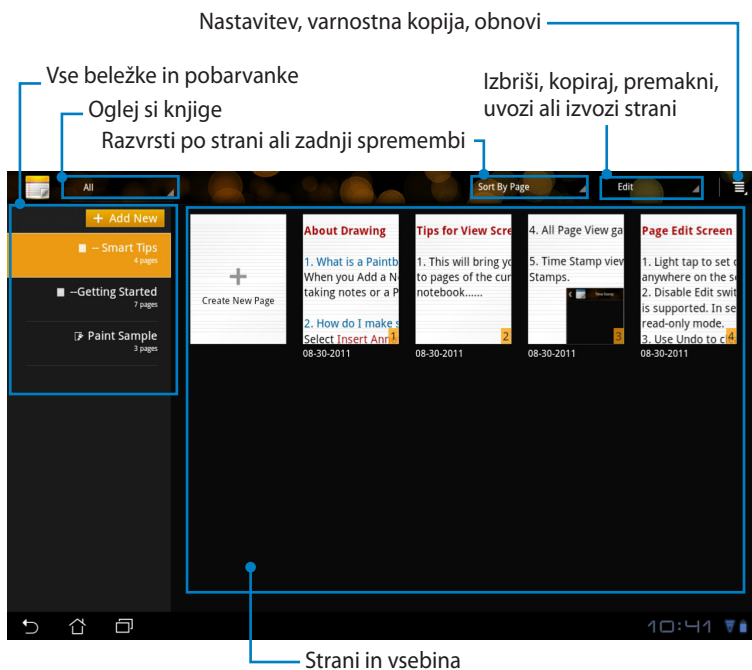 Nastavitev, varnostna kopija, obnovi
Vse beležke in pobarvanke
Izbriši, kopiraj, premakni,
uvozi ali izvozi strani
Oglej si knjige
Razvrsti po strani ali zadnji spremembi
All
Sort By Page
Edit
+ Add New
-- Smart Tips
4 pages
--Getting Started
7 pages
Paint Sample
3 pages
Create New Page
About Drawing
1. What is a Paintb
When you Add a N
taking notes or a P
2. How do I make s
Select Insert Ann
1
08-30-2011
Tips for View Scre
1. This will bring yo
to pages of the cur
notebook......
2
08-30-2011
4. All Page View ga
5. Time Stamp view
Stamps.
Time Stamp
3
08-30-2011
Page Edit Screen
1. Light tap to set c
anywhere on the s
2. Disable Edit swit
is supported. In se
read-only mode.
3. Use Undo to c
4
08-30-2011
10:41
Strani in vsebina